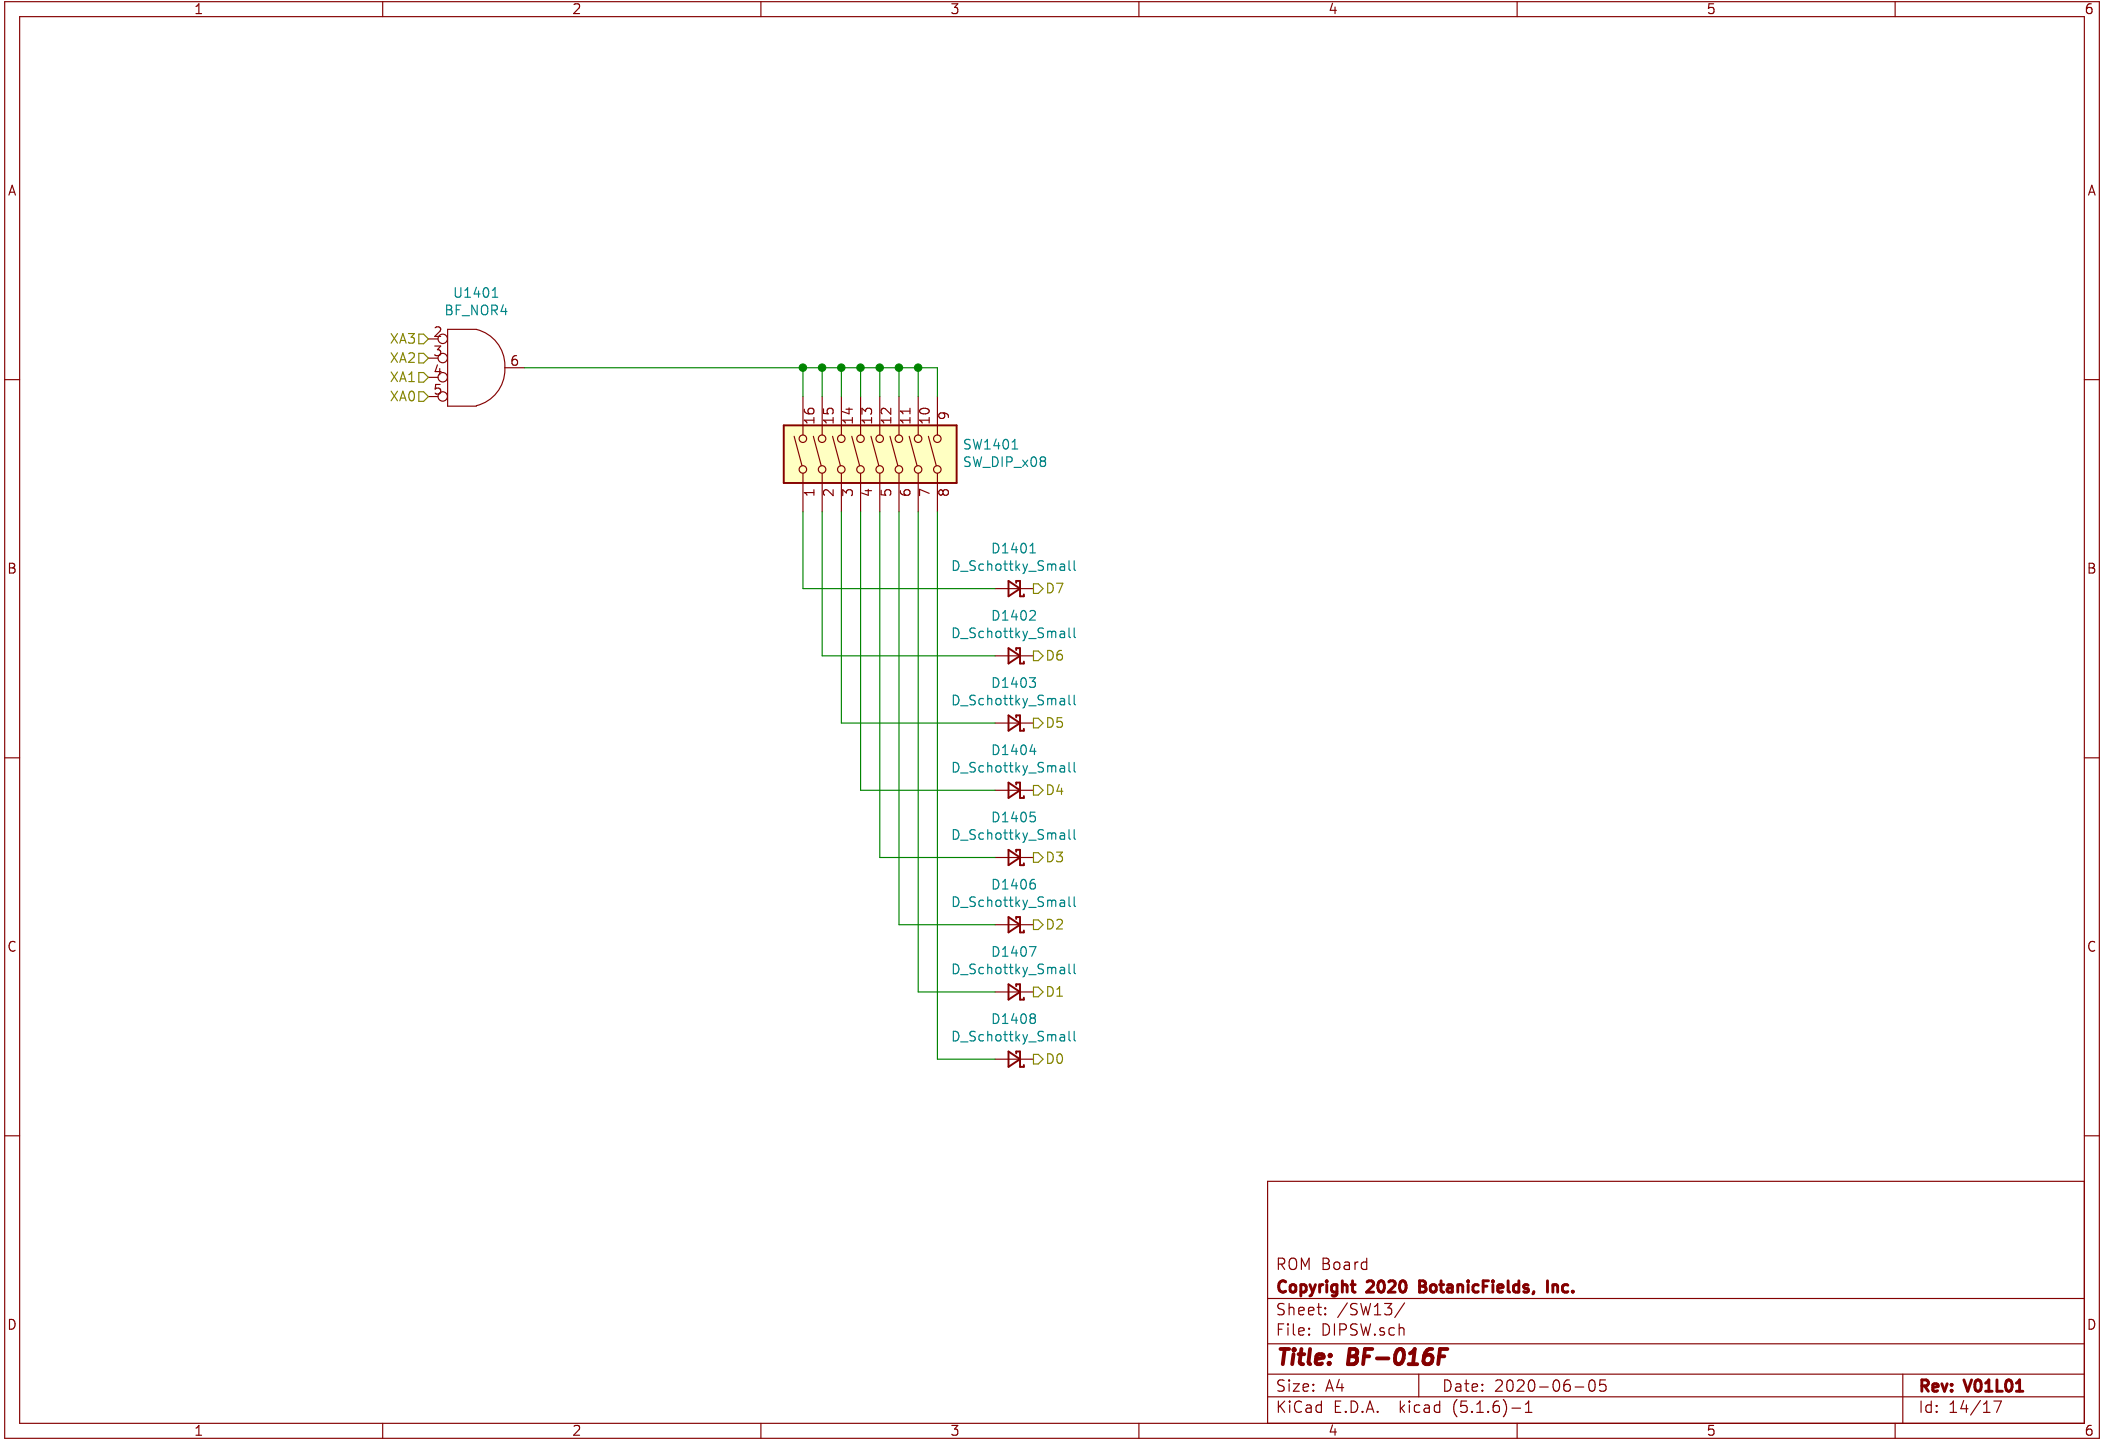 1 2 3 4 5 6
A A
U1401
BF_NOR4
XA3 2
XA2 3
XA1 4
XA0 5
6
16 15 14 13 12 11 10 9
SW1401
SW_DIP_x08
1 2 3 4 5 6 7 8
D1401
D_Schottky_Small
D7
B B
D1402
D_Schottky_Small
D6
D1403
D_Schottky_Small
D5
D1404
D_Schottky_Small
D4
D1405
D_Schottky_Small
D3
D1406
D_Schottky_Small
D2
C C
D1407
D_Schottky_Small
D1
D1408
D_Schottky_Small
D0
ROM Board
Copyright 2020 BotanicFields, Inc.
Sheet: /SW13/
File: DIPSW.sch
D D
Title: BF-016F
Size: A4 Date: 2020-06-05 Rev: V01L01
KiCad E.D.A. kicad (5.1.6)-1 Id: 14/17
1 2 3 4 5 6